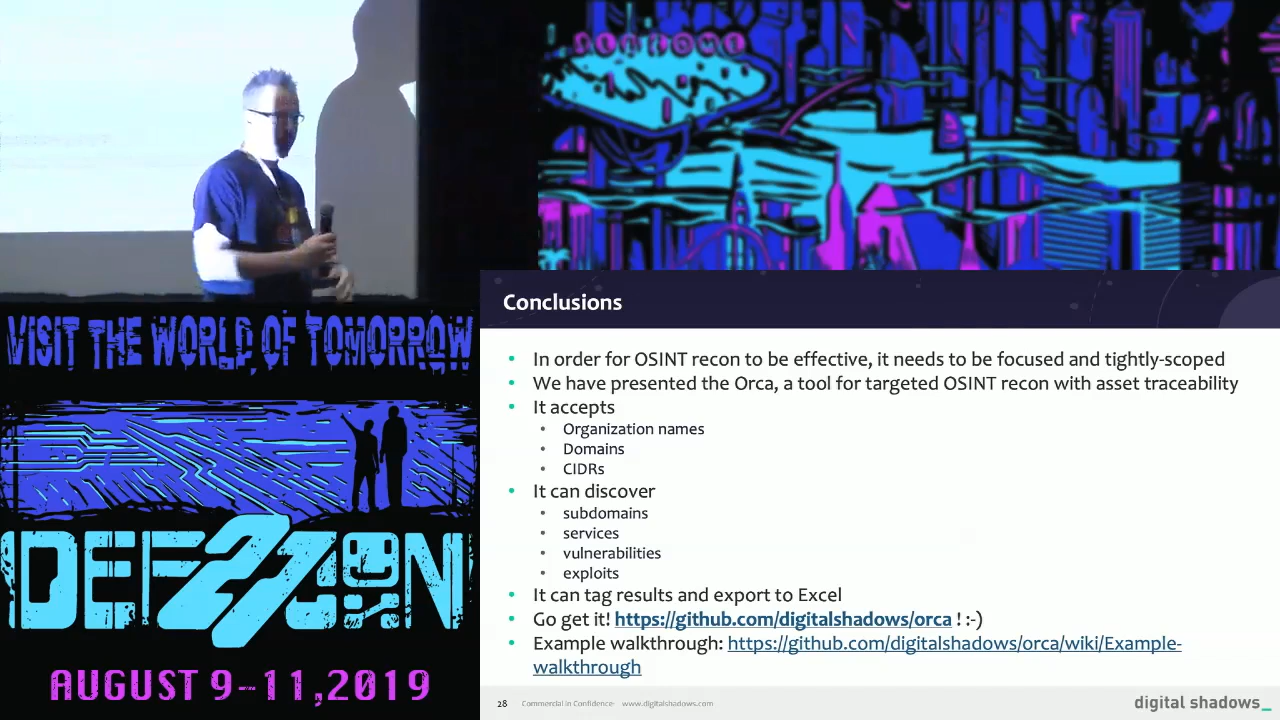 WELCOME
VISIT THE WORLD OF TOMORROW
DEF27CON
AUGUST 9-11,2019
Conclusions
• In order for OSINT recon to be effective, it needs to be focused and tightly-scoped
• We have presented the Orca, a tool for targeted OSINT recon with asset traceability
• It accepts
• Organization names
• Domains
• CIDRs
• It can discover
• subdomains
• services
• vulnerabilities
• exploits
• It can tag results and export to Excel
• Go get it! https://github.com/digitalshadows/orca ! :-)
• Example walkthrough: https://github.com/digitalshadows/orca/wiki/Example-
walkthrough
28 Commercial in Confidence www.digitalshadows.com
digital shadows_